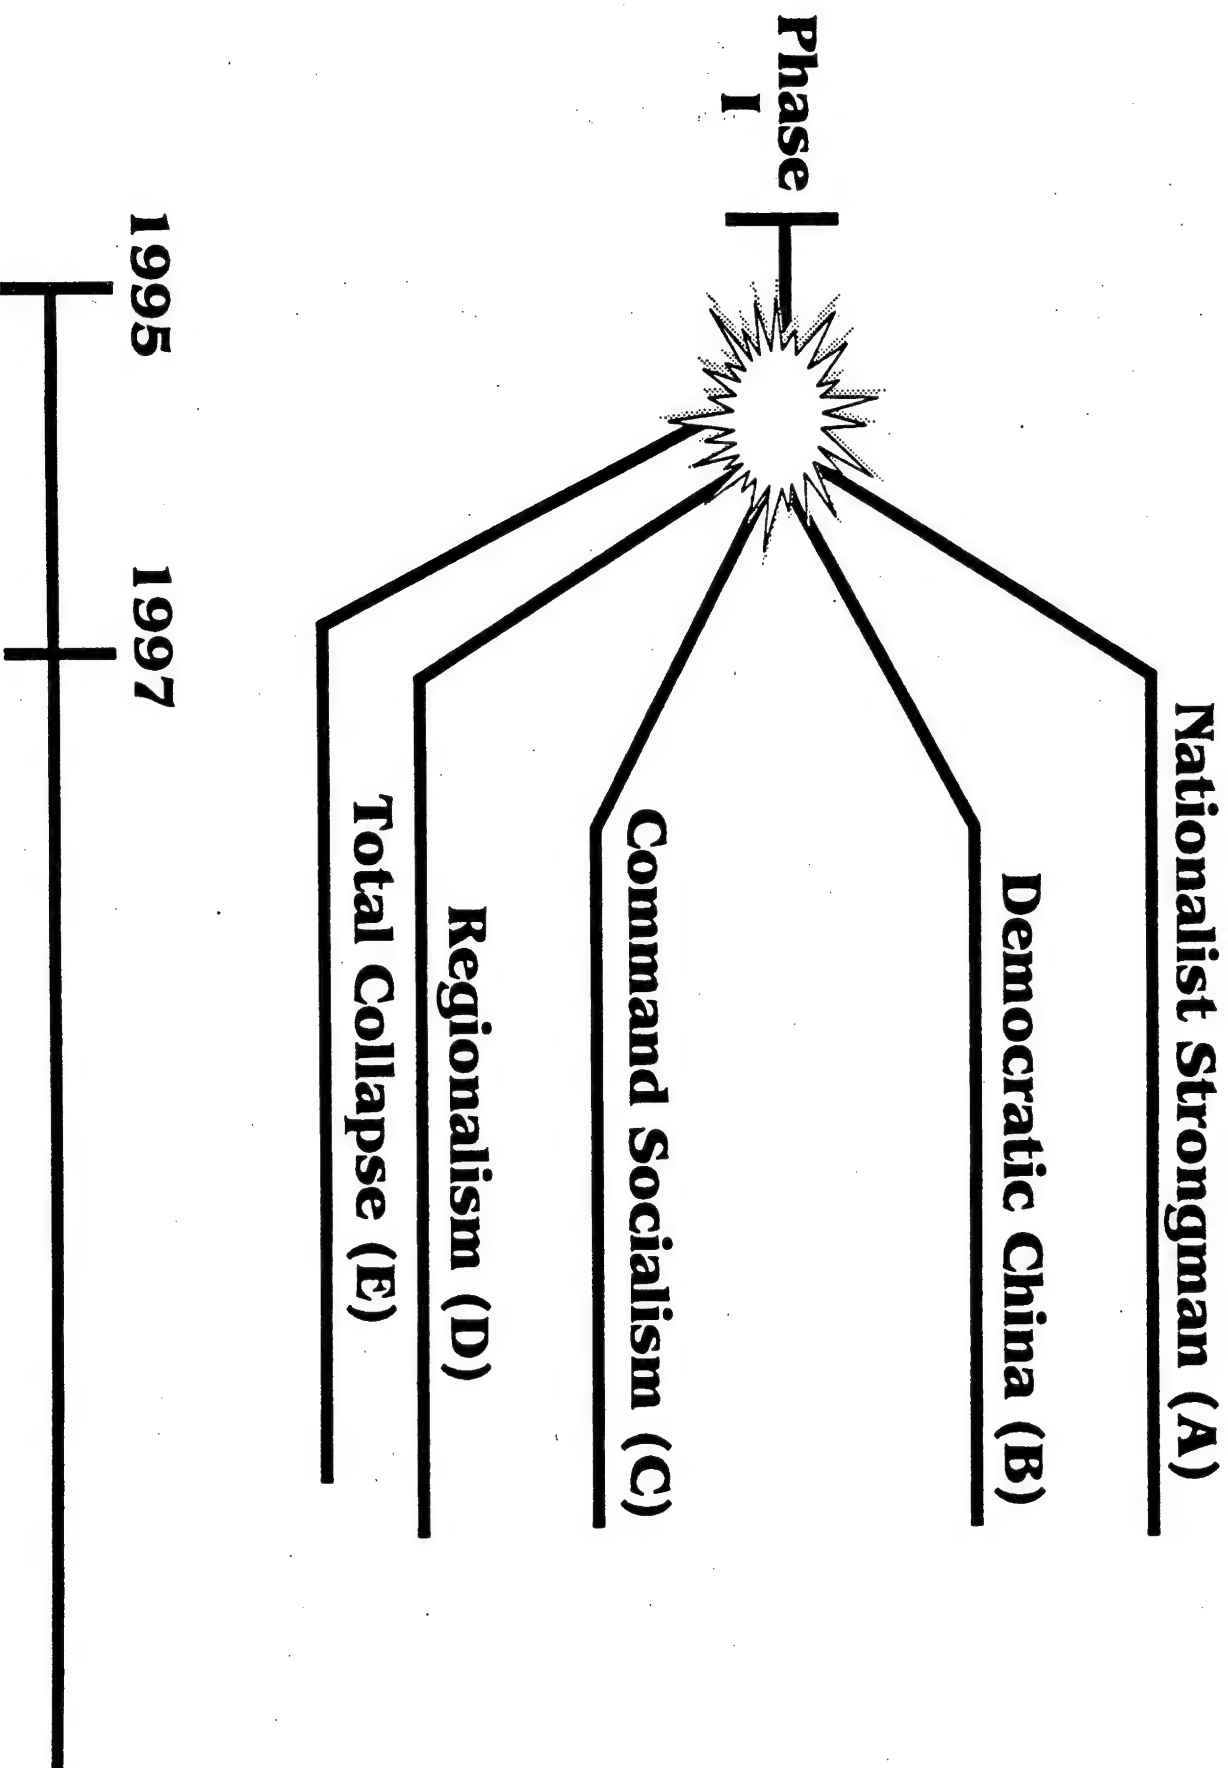 Nationalist Strongman (A)
Democratic China (B)
Phase
I
Command Socialism (C)
Regionalism (D)
Total Collapse (E)
1995
1997